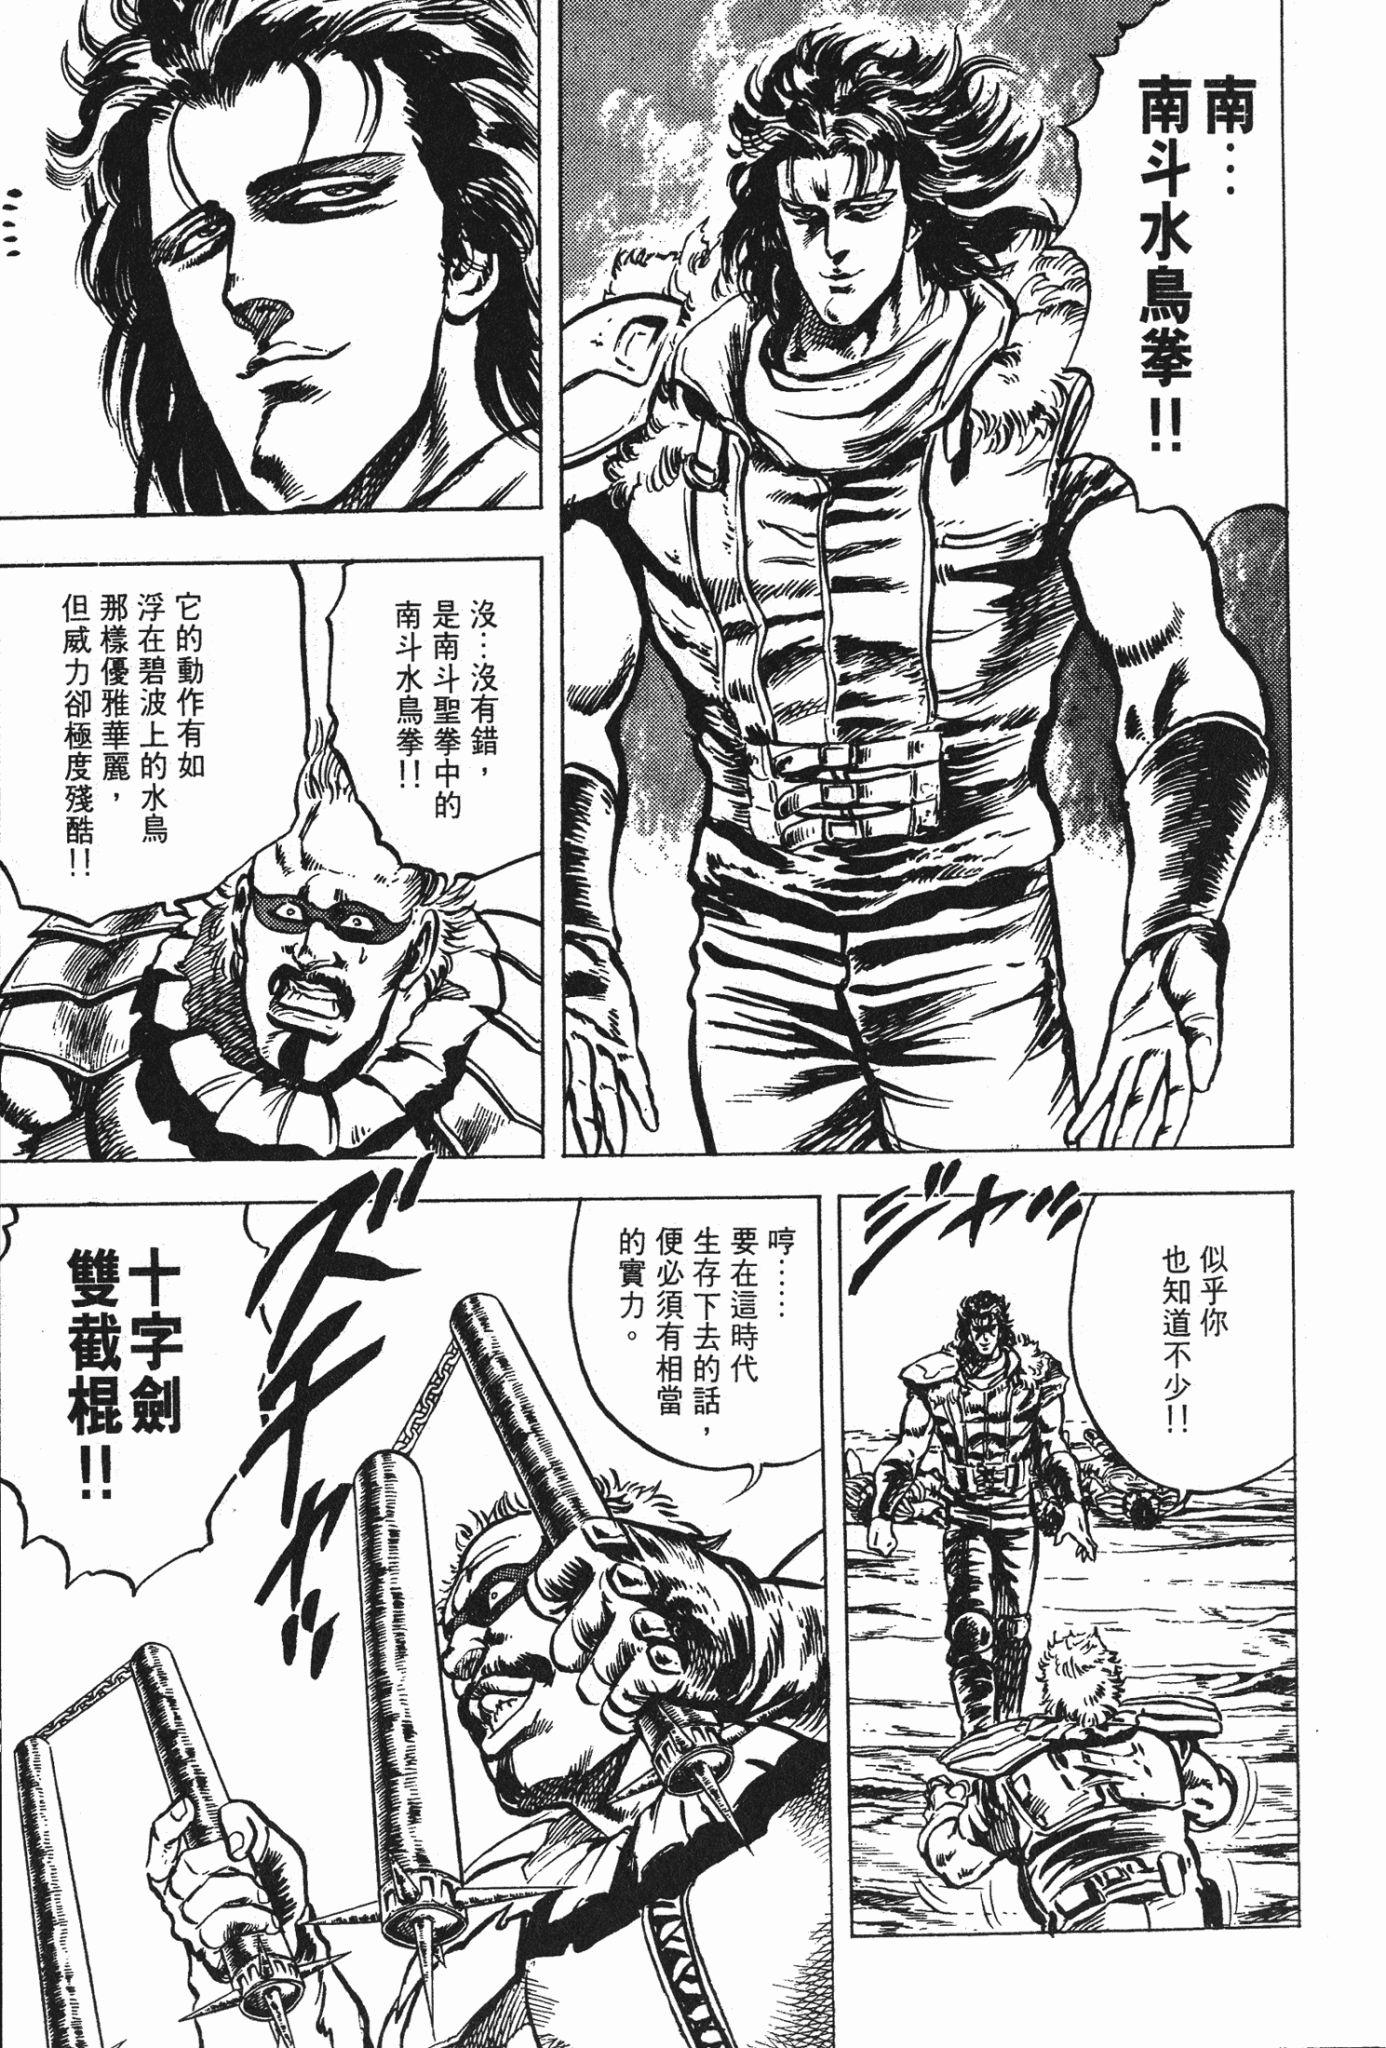 南⋯
南斗水鳥拳!!
沒⋯沒有錯，
是南斗聖拳中的
南斗水鳥拳!!
它的動作有如
浮在碧波上的水鳥
那樣優雅華麗，
但威力卻極度殘酷!!
似乎你
也知道不少!!
ジャッ
哼⋯⋯
要在這時代
生存下去的話，
便必須有相當
的實力。
ズチャッ!!
十字劍
雙截棍!!